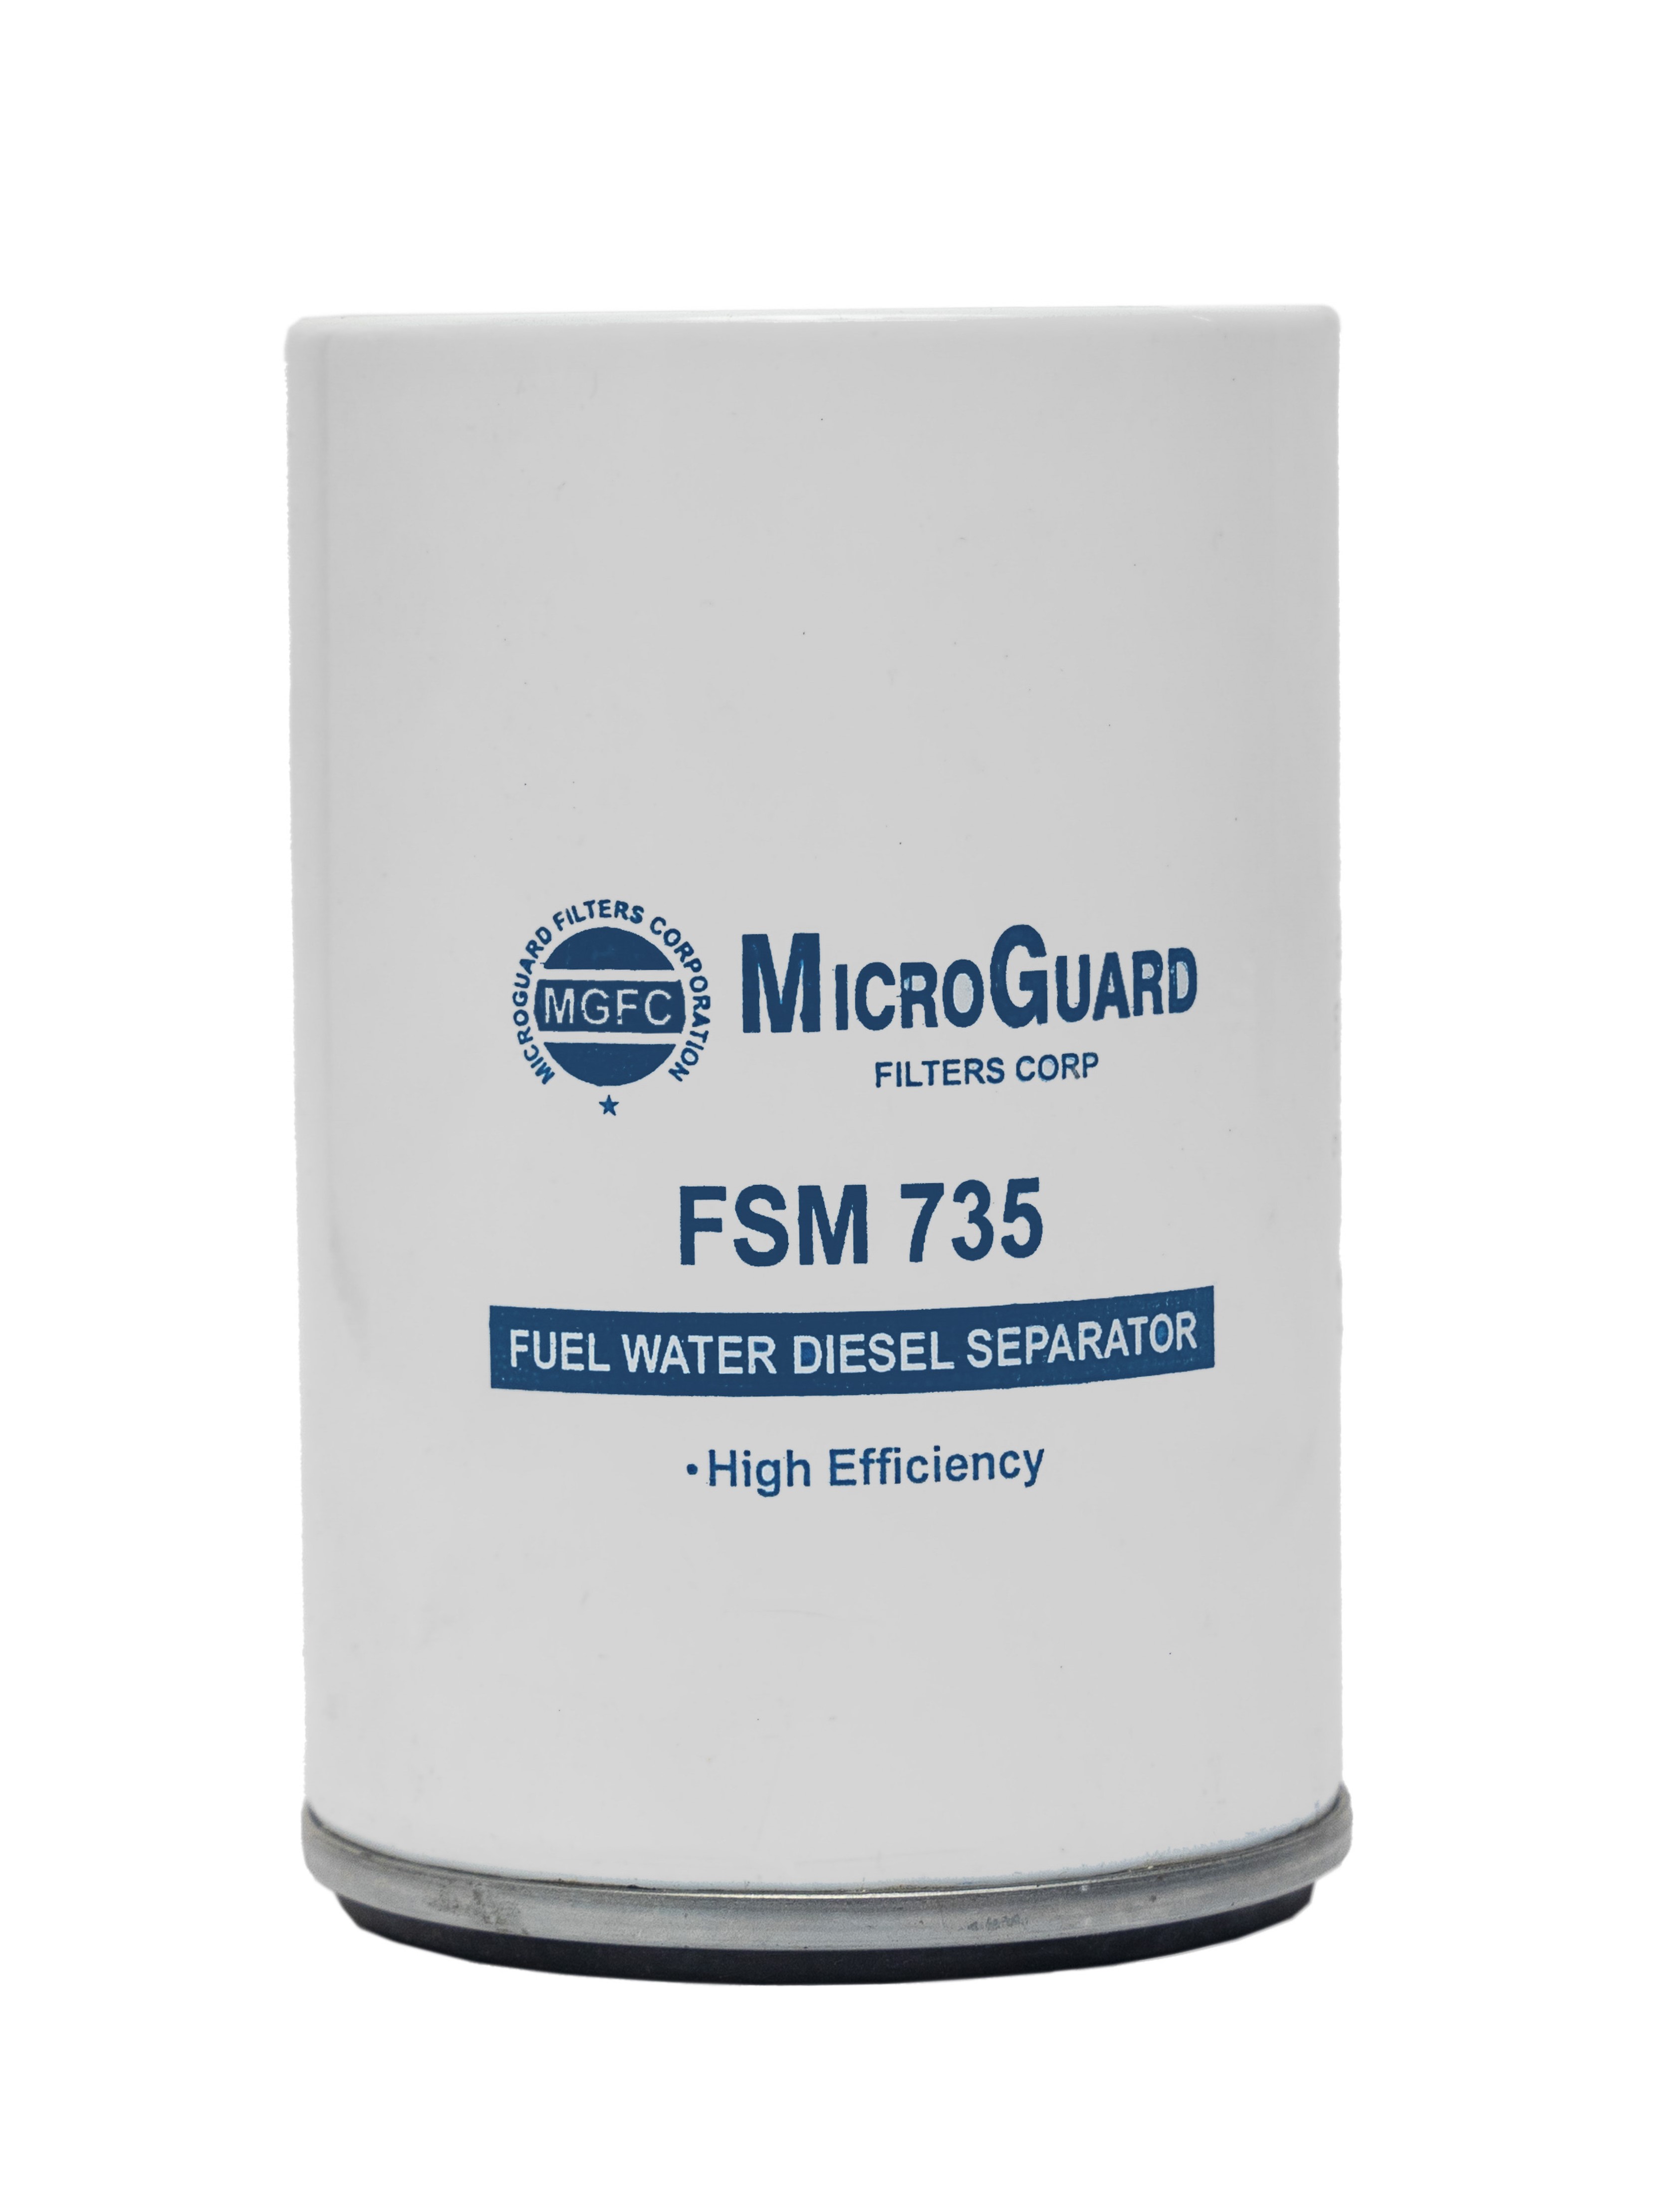 MICROGUARD FILTERS CORPORATION
MGFC
MICROGUARD
FILTERS CORP
FSM 735
FUEL WATER DIESEL SEPARATOR
•High Efficiency